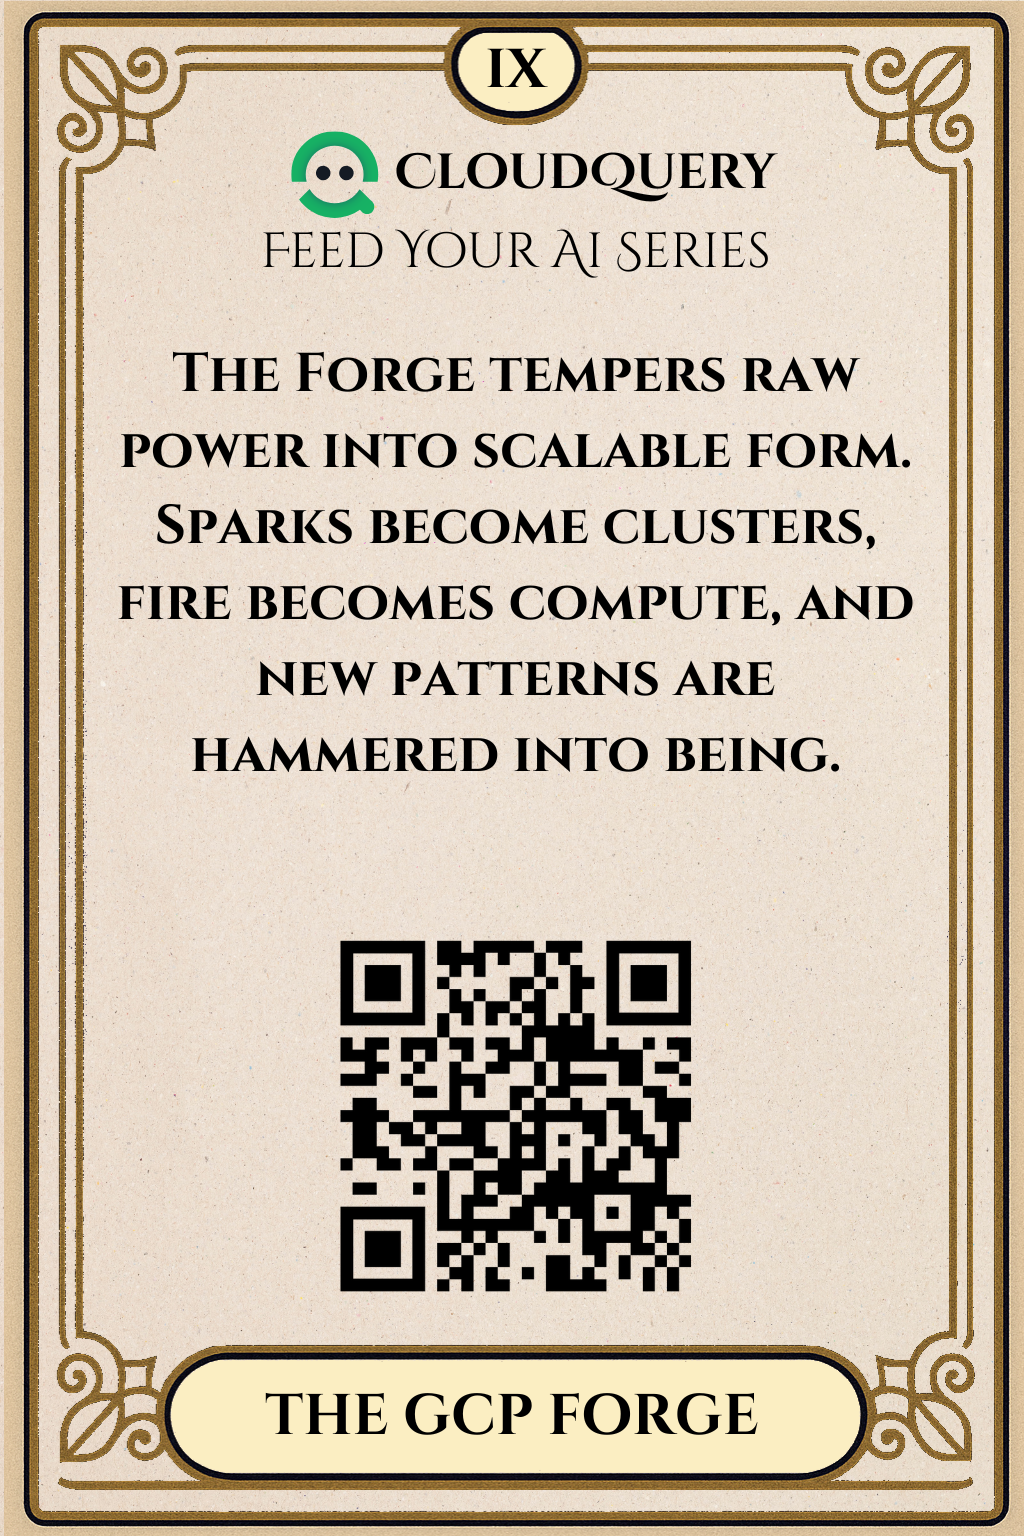 IX
CLOUDQUERY
FEED YOUR AI SERIES
THE FORGE TEMPERS RAW
POWER INTO SCALABLE FORM.
SPARKS BECOME CLUSTERS,
FIRE BECOMES COMPUTE, AND
NEW PATTERNS ARE
HAMMERED INTO BEING.
THE GCP FORGE